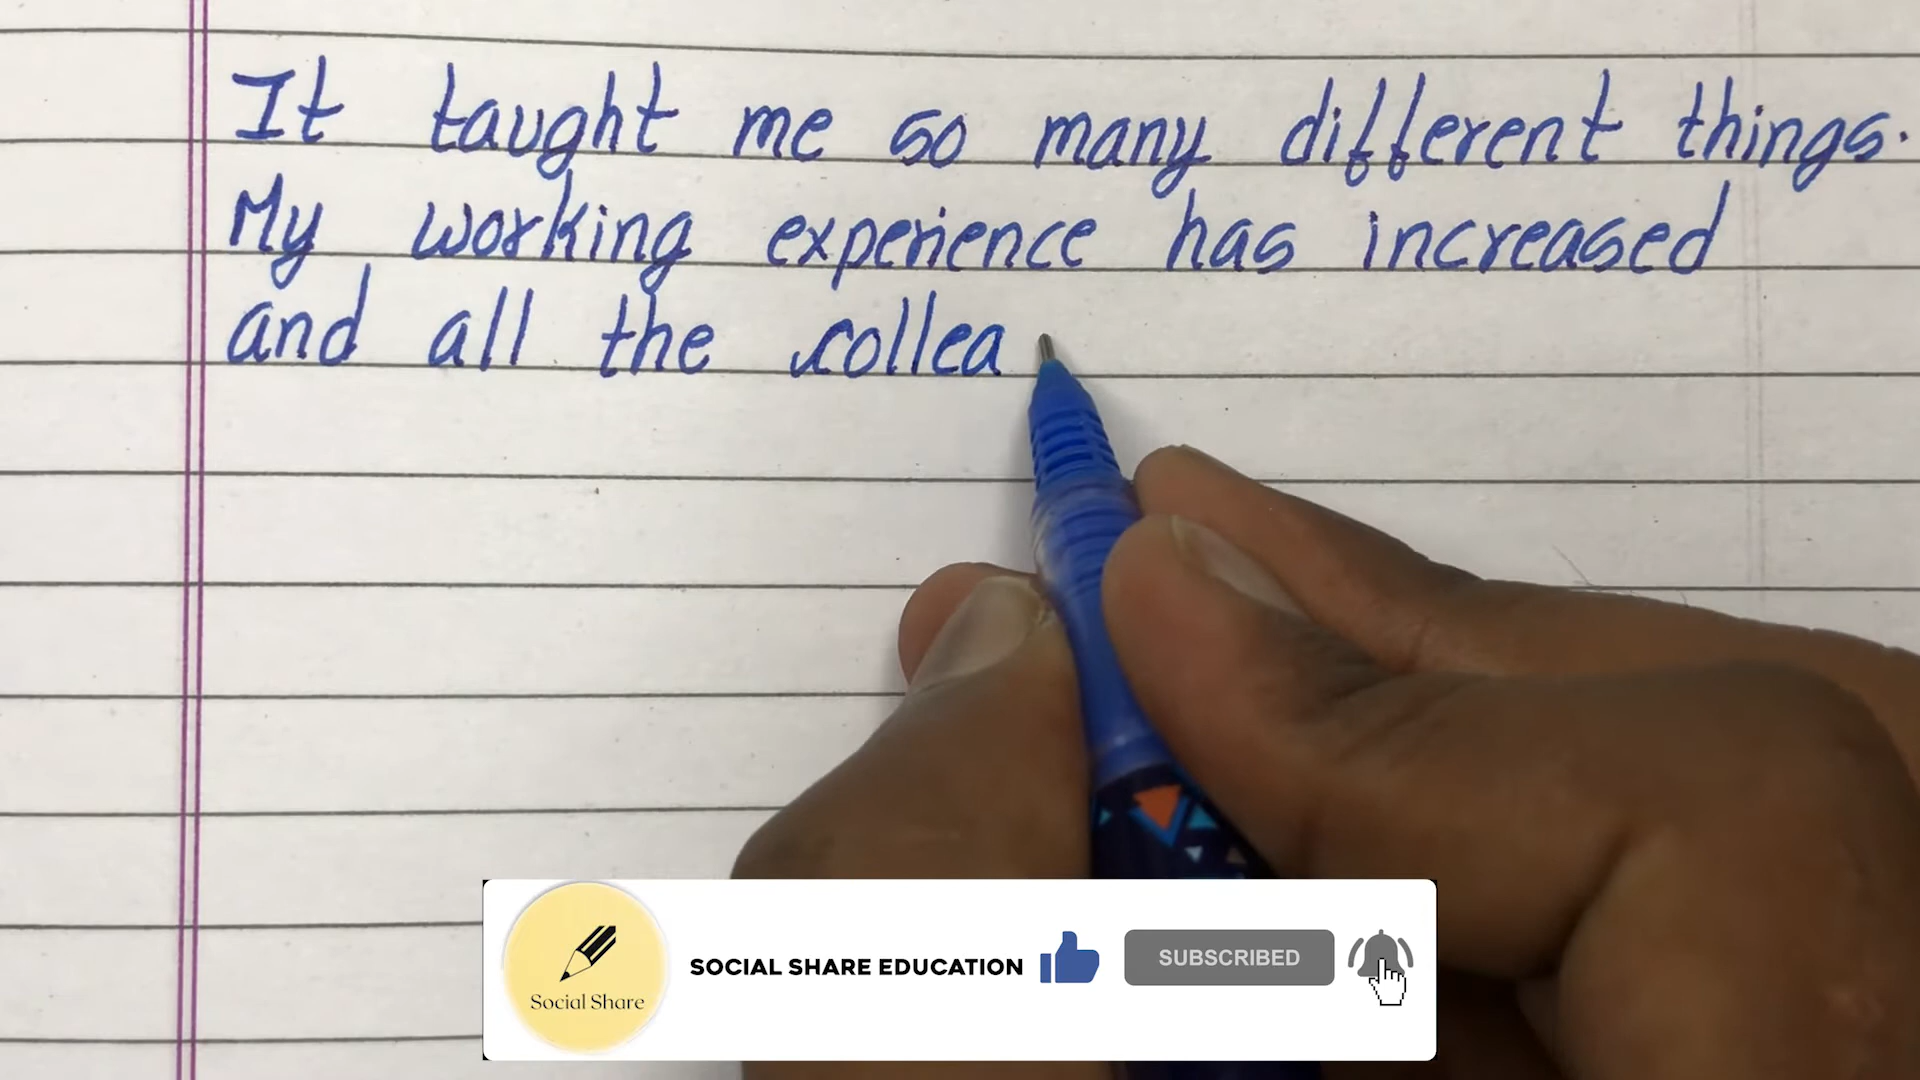 It taught me so many different things.
My working experience has increased
and all the collea
SOCIAL SHARE EDUCATION
SUBSCRIBED
Social Share